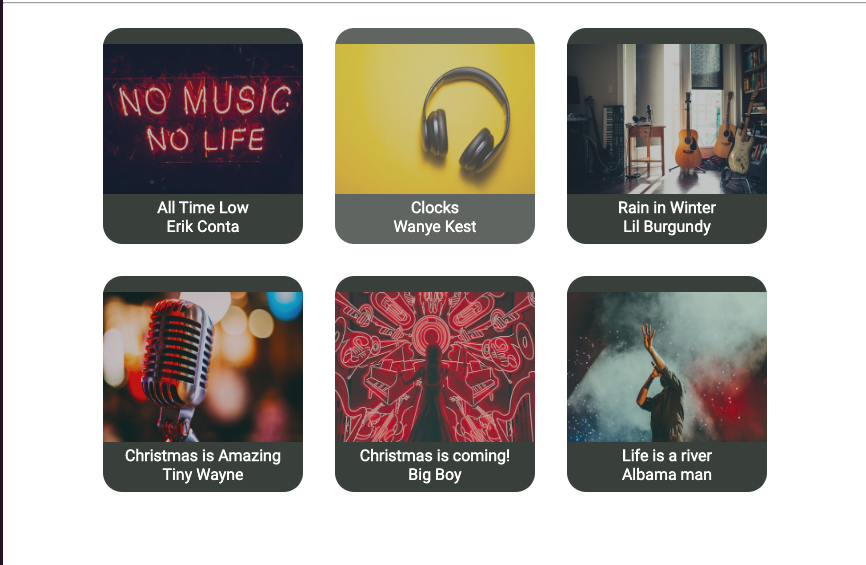 NO MUSIC
NO LIFE
All Time Low
Erik Conta
Clocks
Wanye Kest
Rain in Winter
Lil Burgundy
Christmas is Amazing
Tiny Wayne
Christmas is coming!
Big Boy
Life is a river
Albama man